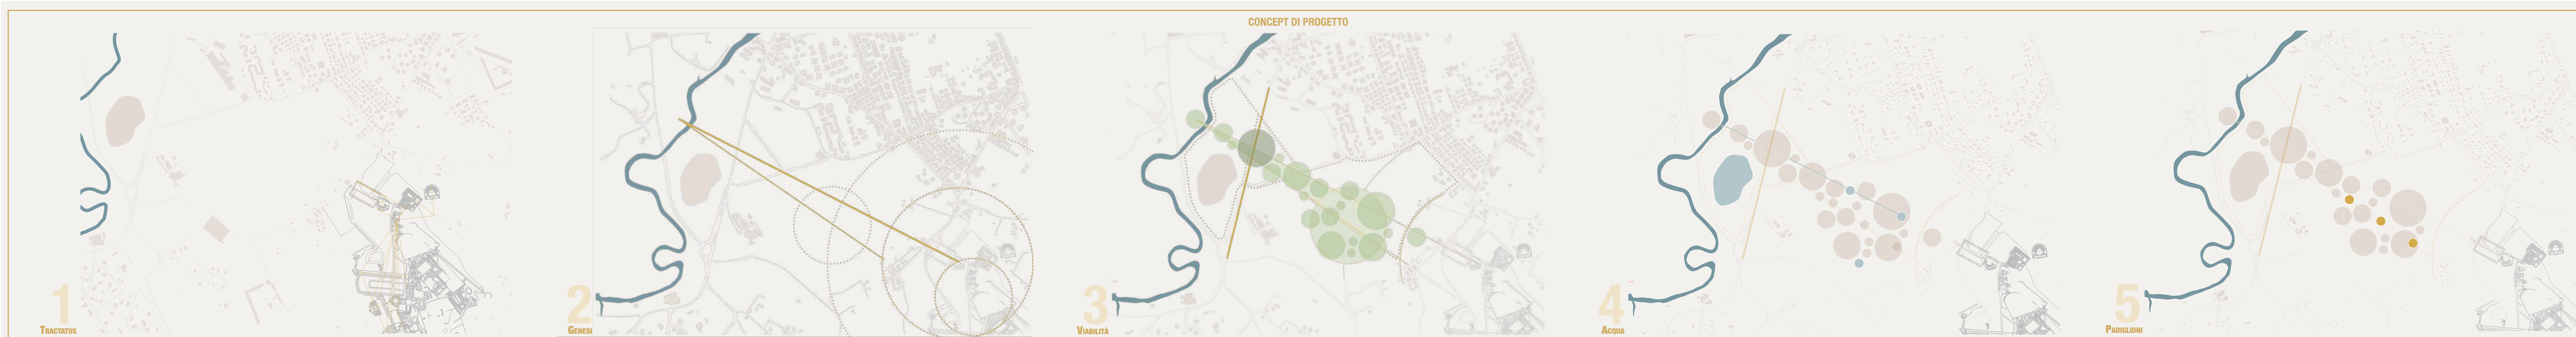 CONCEPT DI PROGETTO
1
TRACTATUS
2
GENESI
3
VIABILITÀ
4
ACQUA
5
PADIGLIONI